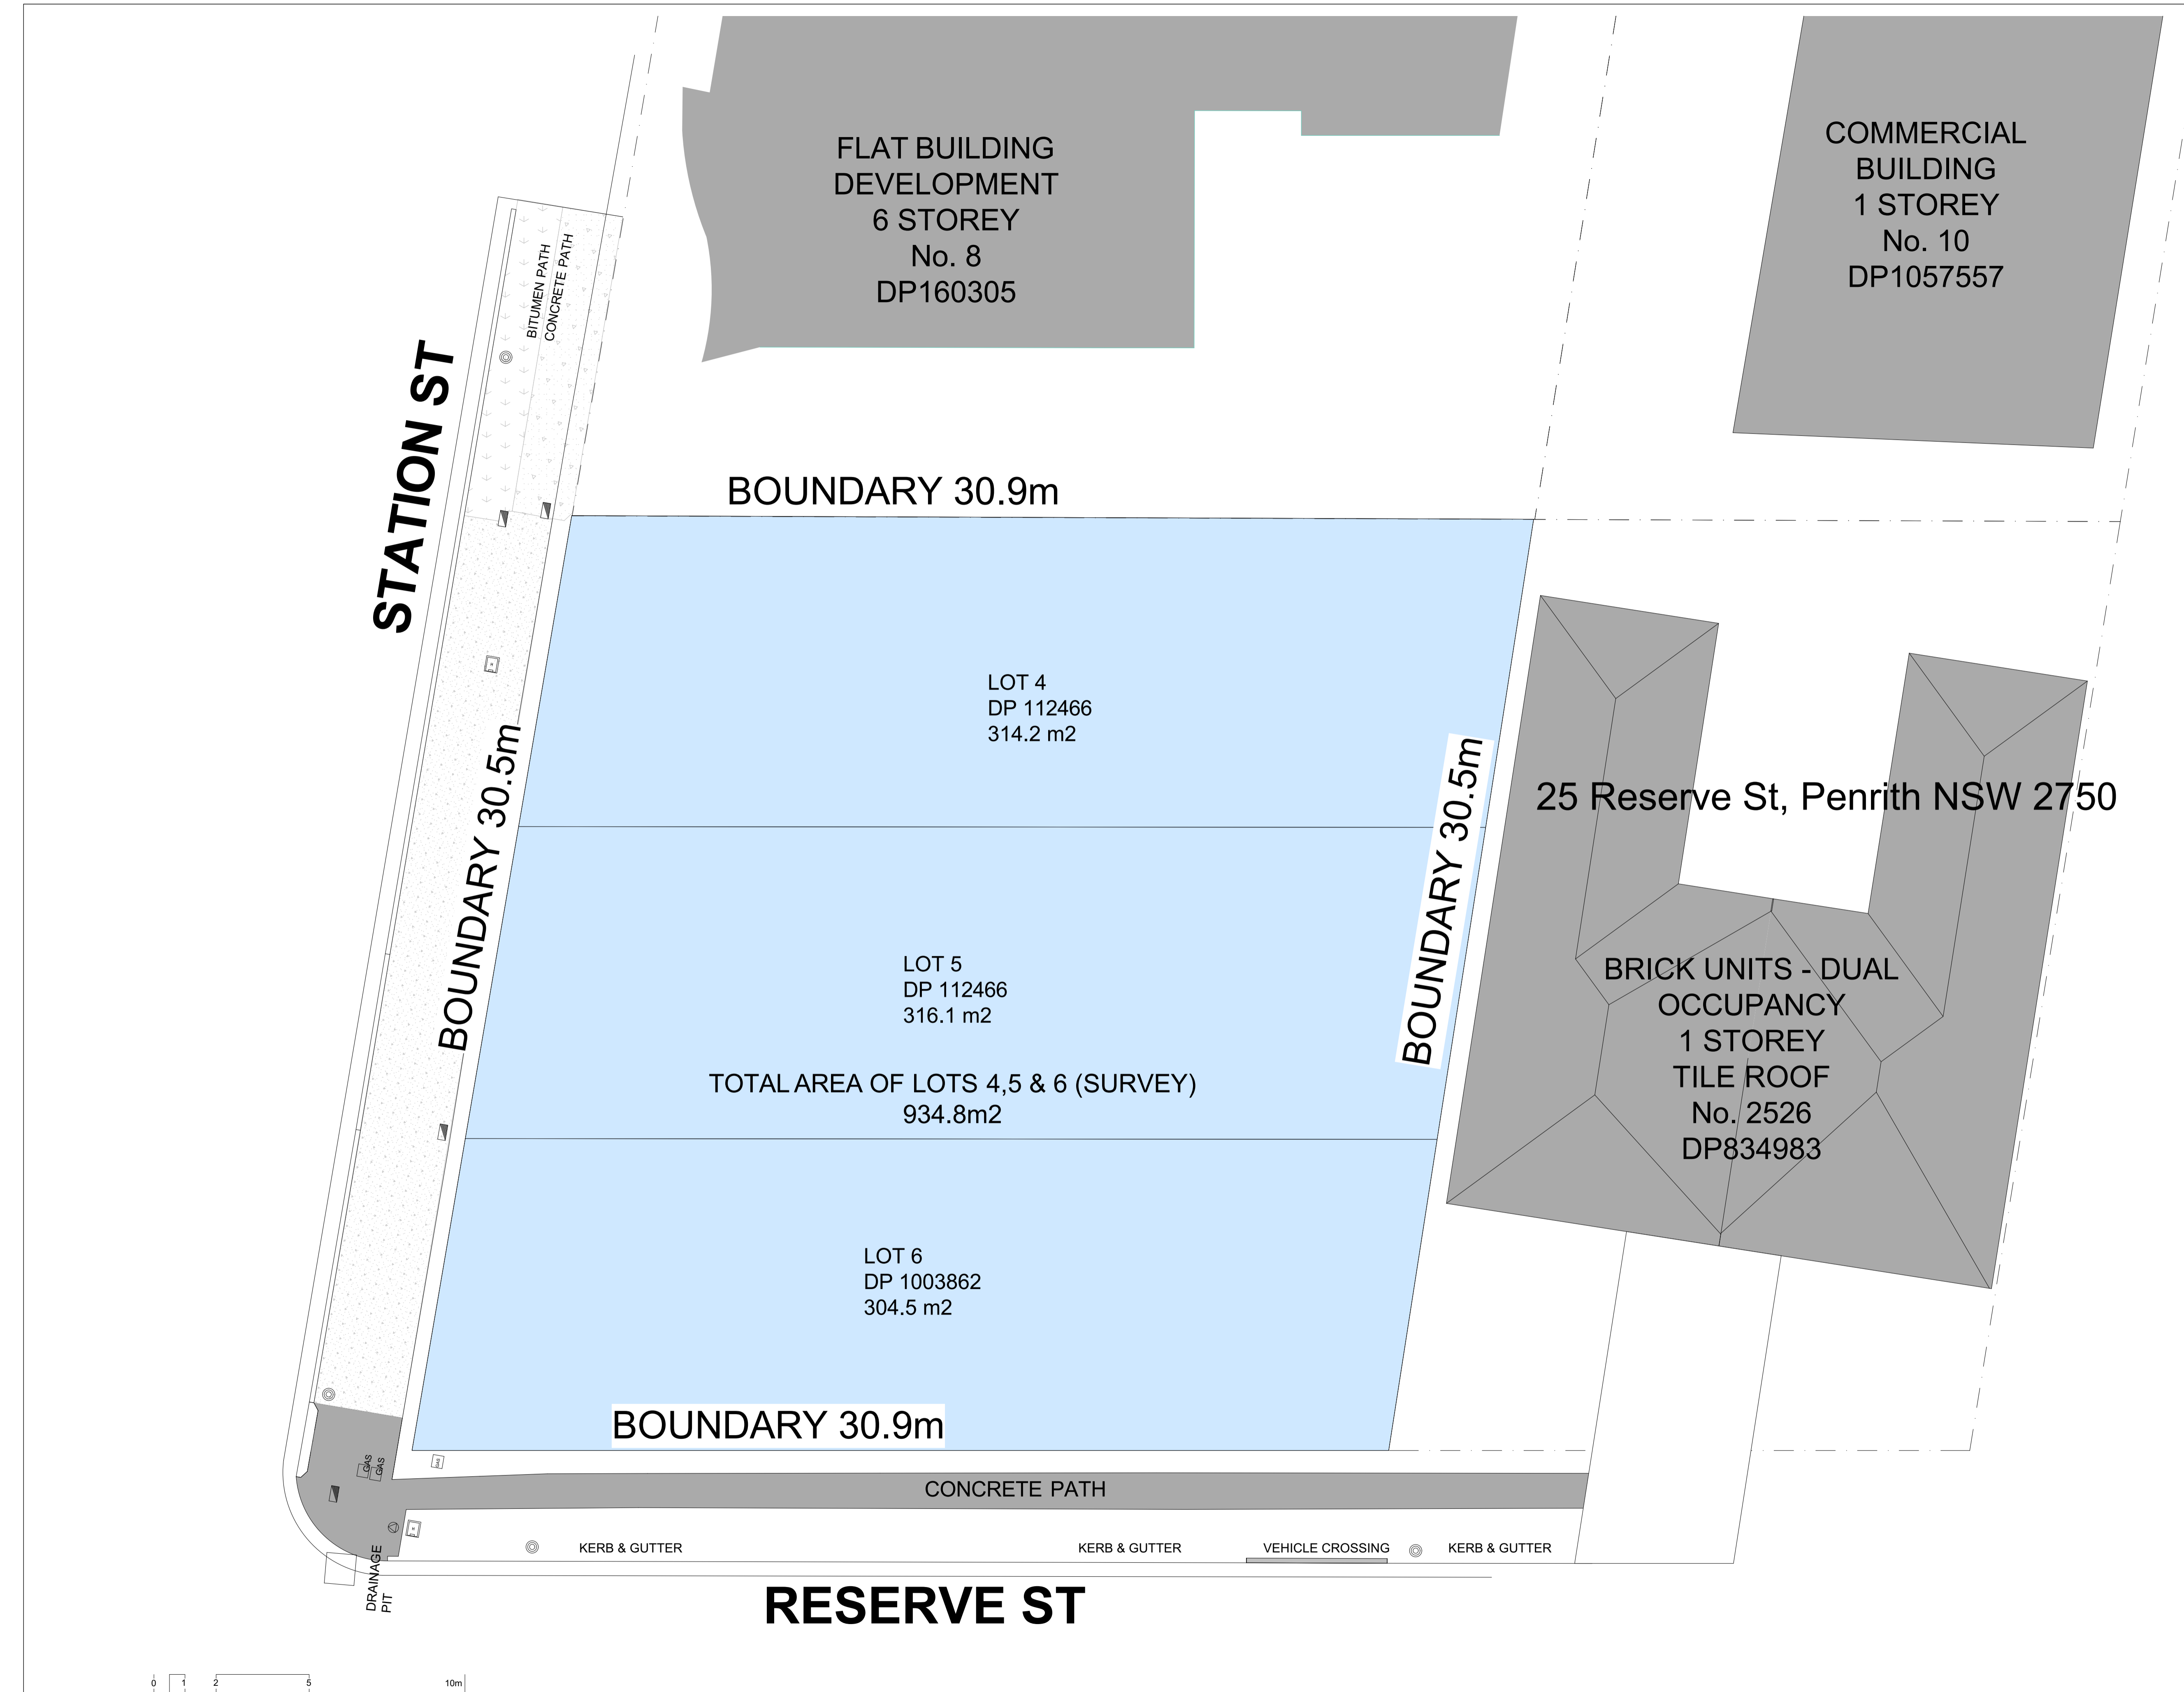 FLAT BUILDING
DEVELOPMENT
6 STOREY
No. 8
DP160305
COMMERCIAL
BUILDING
1 STOREY
No. 10
DP1057557
BITUMEN PATH
CONCRETE PATH
STATION ST
BOUNDARY 30.9m
LOT 4
DP 112466
314.2 m2
BOUNDARY 30.5m
BOUNDARY 30.5m
25 Reserve St, Penrith NSW 2750
LOT 5
DP 112466
316.1 m2
TOTAL AREA OF LOTS 4,5 & 6 (SURVEY)
934.8m2
BRICK UNITS - DUAL
OCCUPANCY
1 STOREY
TILE ROOF
No. 2526
DP834983
LOT 6
DP 1003862
304.5 m2
BOUNDARY 30.9m
GAS
GAS
GAS
CONCRETE PATH
KERB & GUTTER
KERB & GUTTER
VEHICLE CROSSING
KERB & GUTTER
DRAINAGE
PIT
RESERVE ST
0 1 2 5 10m